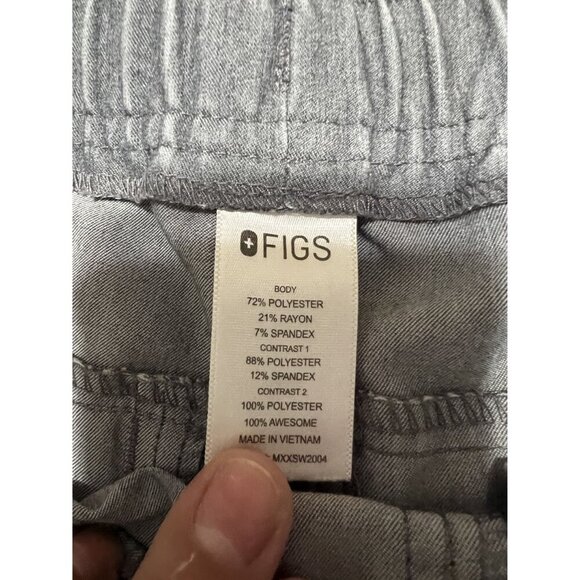 FIGS
BODY
72% POLYESTER
21% RAYON
7% SPANDEX
CONTRAST 1
88% POLYESTER
12% SPANDEX
CONTRAST 2
100% POLYESTER
100% AWESOME
MADE IN VIETNAM
MXXSW2004